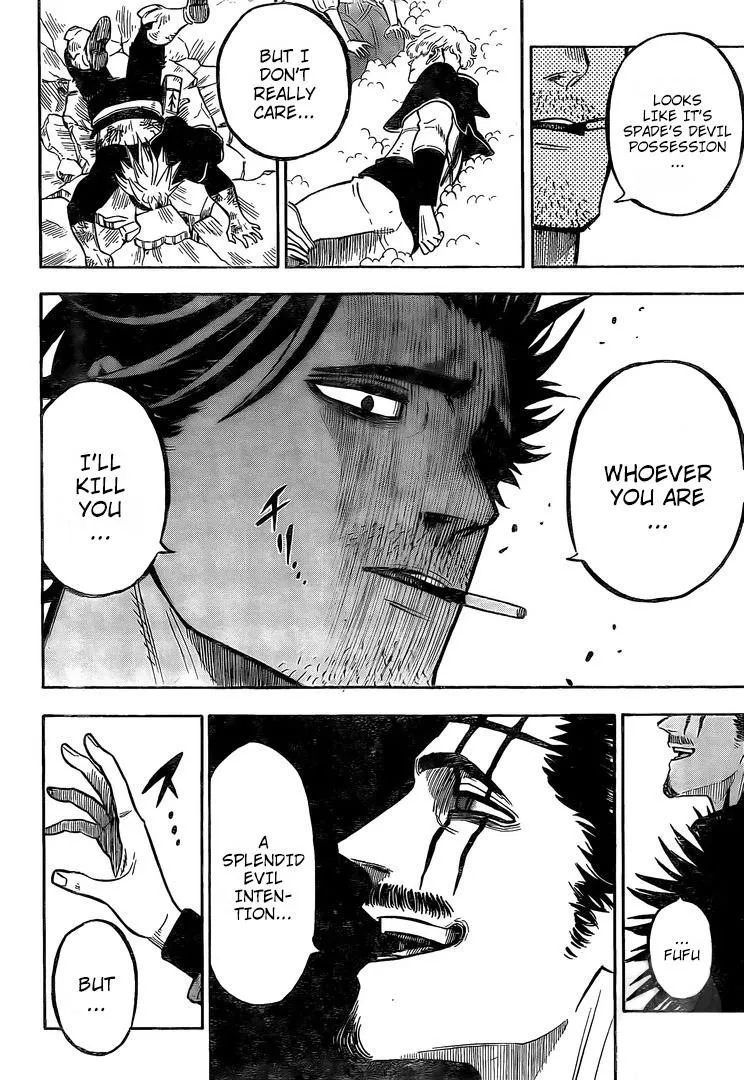 LOOKS
LIKE IT'S
SPADE'S DEVIL
POSSESSION
...
BUT I
DON'T
REALLY
CARE...
WHOEVER
YOU ARE
...
I'LL
KILL
YOU
...
...
FUFU
A
SPLENDID
EVIL
INTEN-
TION...
BUT
...